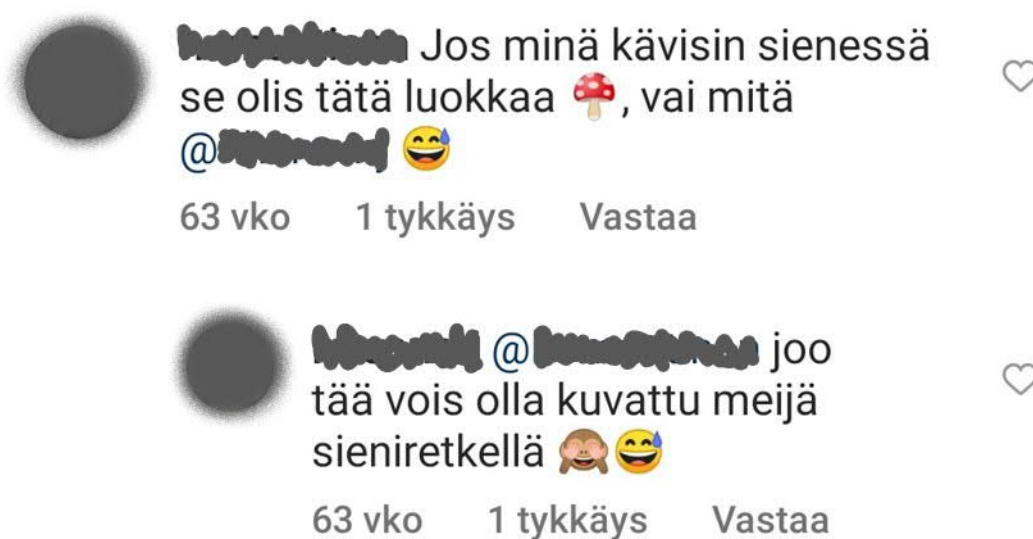 Jos minä kävisin sienessä
se olis tätä luokkaa 🍄, vai mitä
@ 😅
63 vko 1 tykkäys Vastaa
@ joo
tää vois olla kuvattu meijä
sieniretkellä 🙈😅
63 vko 1 tykkäys Vastaa